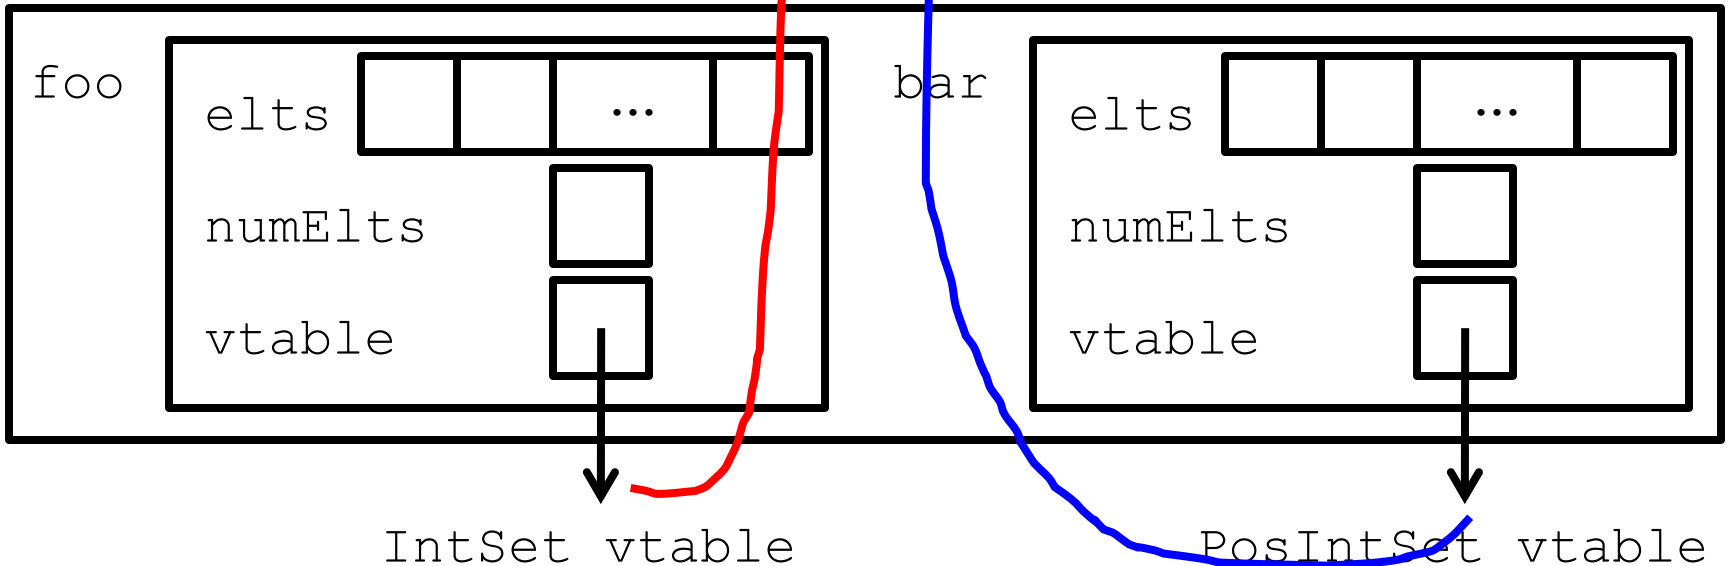 foo
elts ...
numElts
vtable
bar
elts ...
numElts
vtable
IntSet vtable
PosIntSet vtable